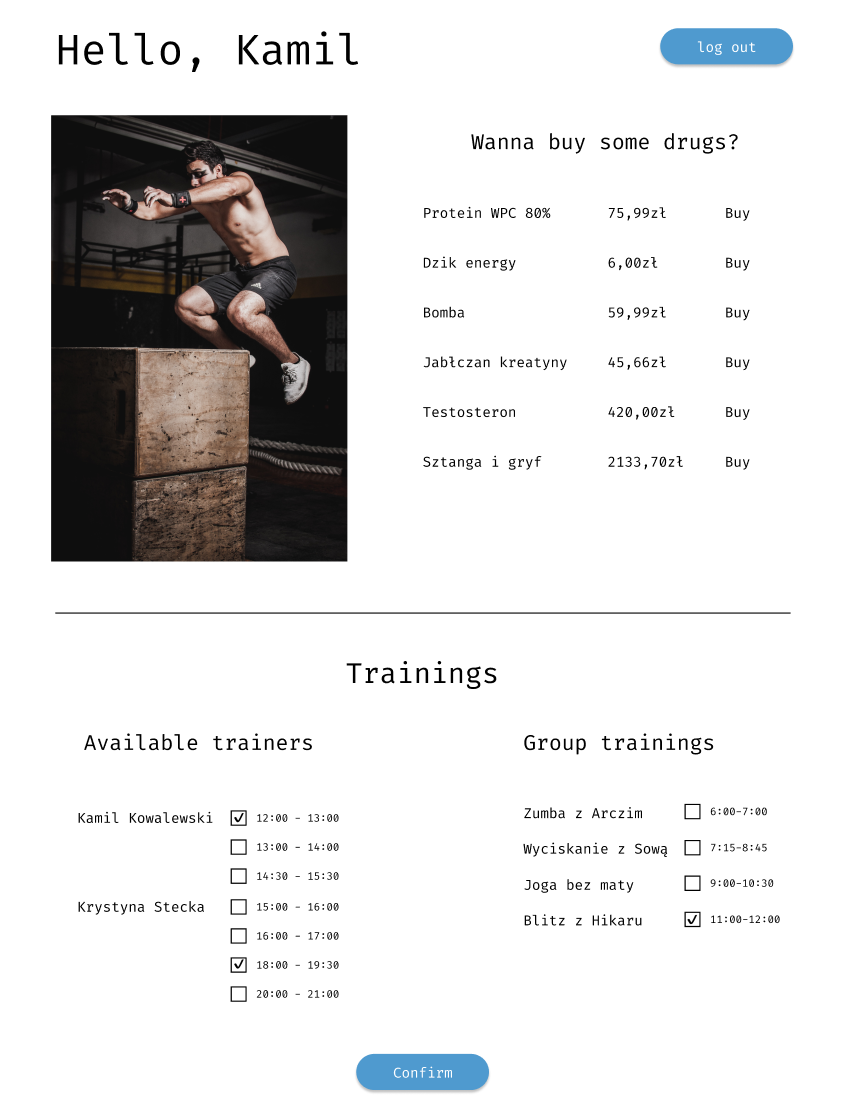 Hello, Kamil
log out
Wanna buy some drugs?
Protein WPC 80% 75,99zł Buy
Dzik energy 6,00zł Buy
Bomba 59,99zł Buy
Jabłczan kreatyny 45,66zł Buy
Testosteron 420,00zł Buy
Sztanga i gryf 2133,70zł Buy
Trainings
Available trainers
Kamil Kowalewski 12:00 - 13:00
13:00 - 14:00
14:30 - 15:30
Krystyna Stecka 15:00 - 16:00
16:00 - 17:00
18:00 - 19:30
20:00 - 21:00
Group trainings
Zumba z Arczim 6:00-7:00
Wyciskanie z Sową 7:15-8:45
Joga bez maty 9:00-10:30
Blitz z Hikaru 11:00-12:00
Confirm